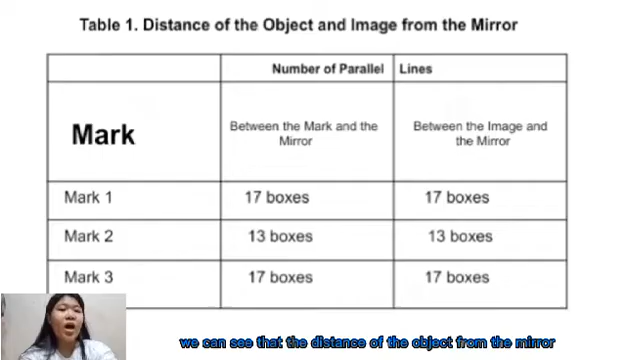 Table 1. Distance of the Object and Image from the Mirror
Number of Parallel Lines
Mark
Between the Mark and the
Mirror
Between the Image and
the Mirror
Mark 1 17 boxes 17 boxes
Mark 2 13 boxes 13 boxes
Mark 3 17 boxes 17 boxes
we can see that the distance of the object from the mirror